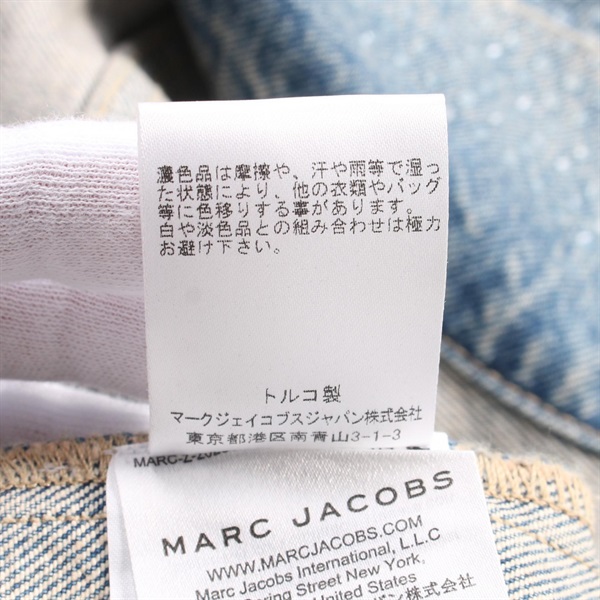 濃色品は摩擦や、汗や雨等で湿っ
た状態により、他の衣類やバッグ
等に色移りする事があります。
白や淡色品との組み合わせは極力
お避け下さい。
トルコ製
マークジェイコブスジャパン株式会社
東京都港区南青山3-1-3
MARC JACOBS
WWW.MARCJACOBS.COM
Marc Jacobs International, L.L.C
Spring Street New York,
United States
株式会社